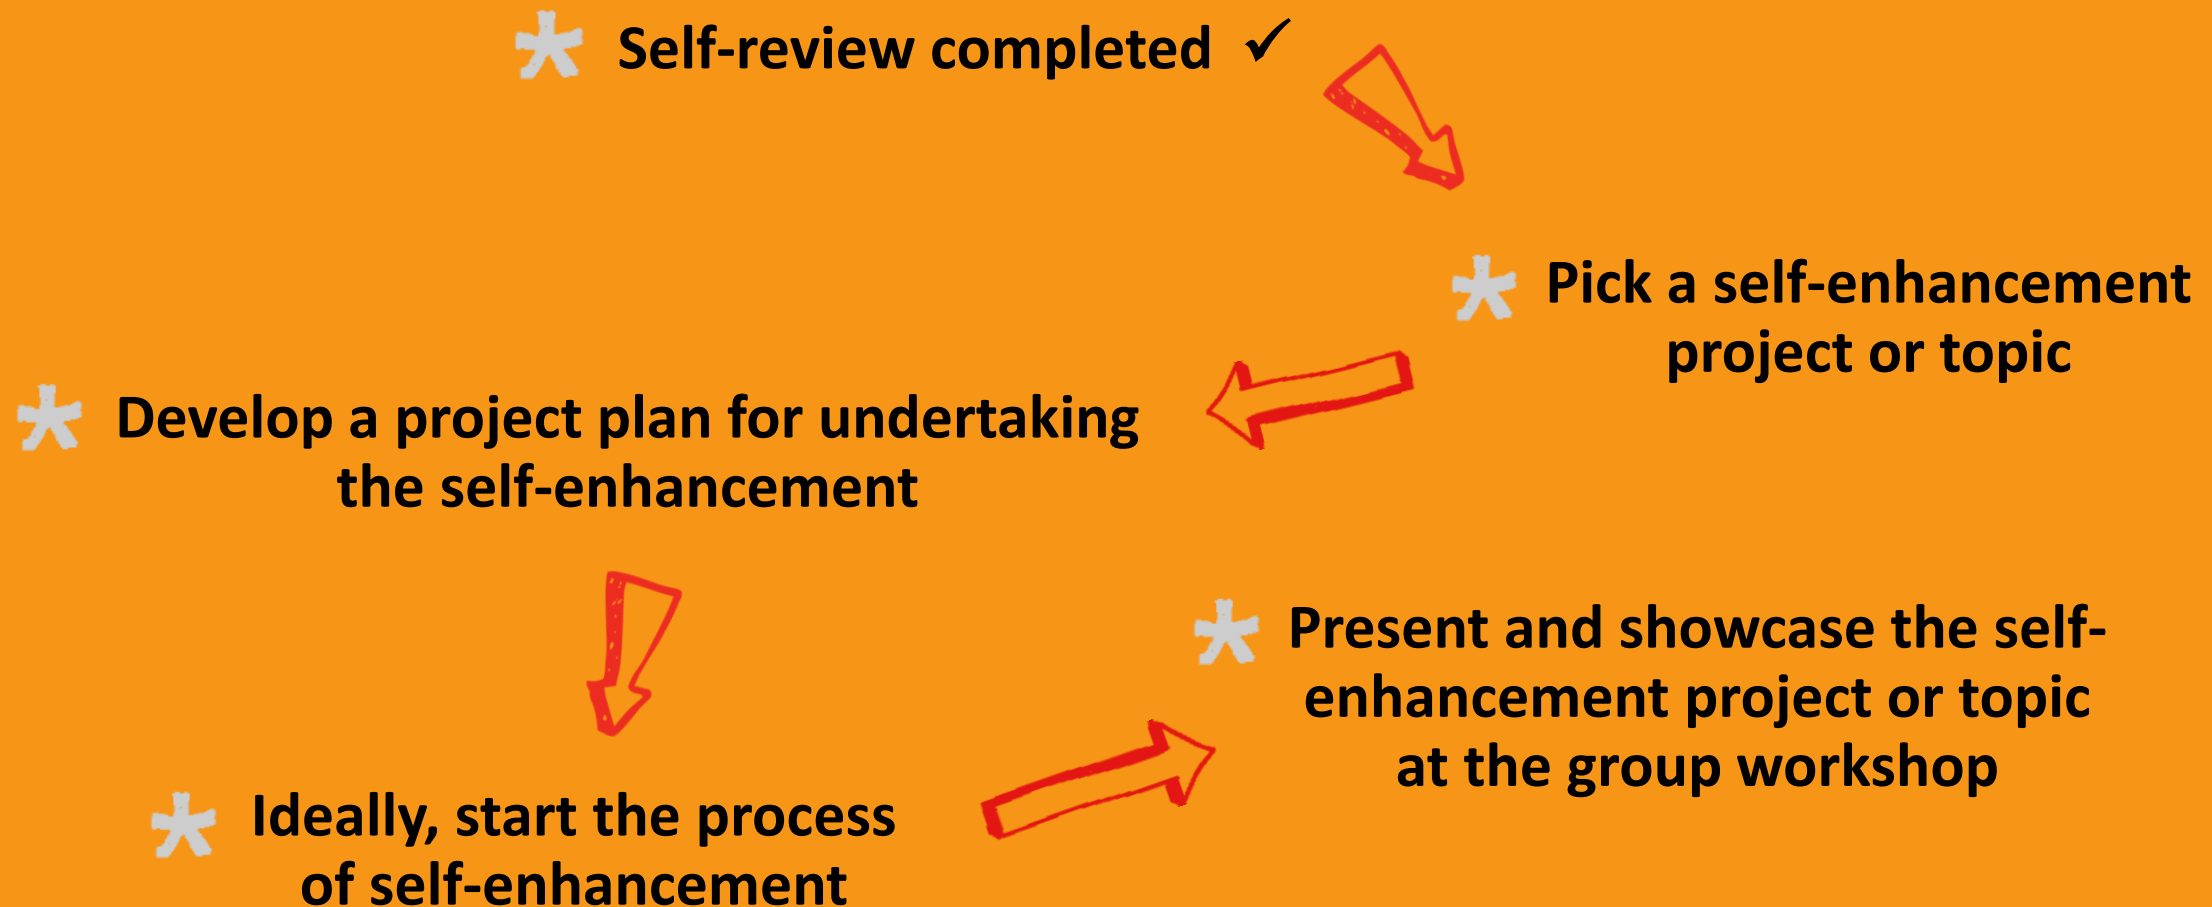 Self-review completed ✓
Pick a self-enhancement
project or topic
Develop a project plan for undertaking
the self-enhancement
Ideally, start the process
of self-enhancement
Present and showcase the self-
enhancement project or topic
at the group workshop